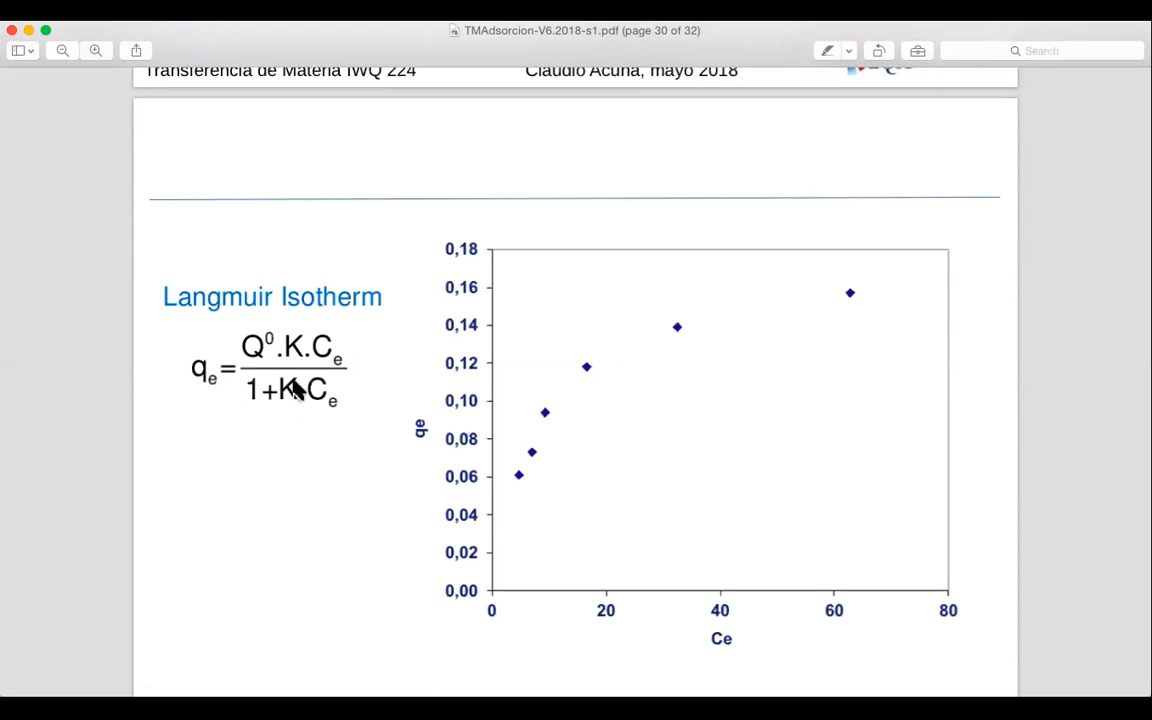 TMAdsorcion-V6.2018-s1.pdf (page 30 of 32)
Search
Transferencia de Materia IWQ 224 Claudio Acuña, mayo 2018
Langmuir Isotherm
qe = Q⁰.K.Ce
1+K.Ce
0,18
0,16
0,14
0,12
0,10
0,08
0,06
0,04
0,02
0,00
qe
0 20 40 60 80
Ce